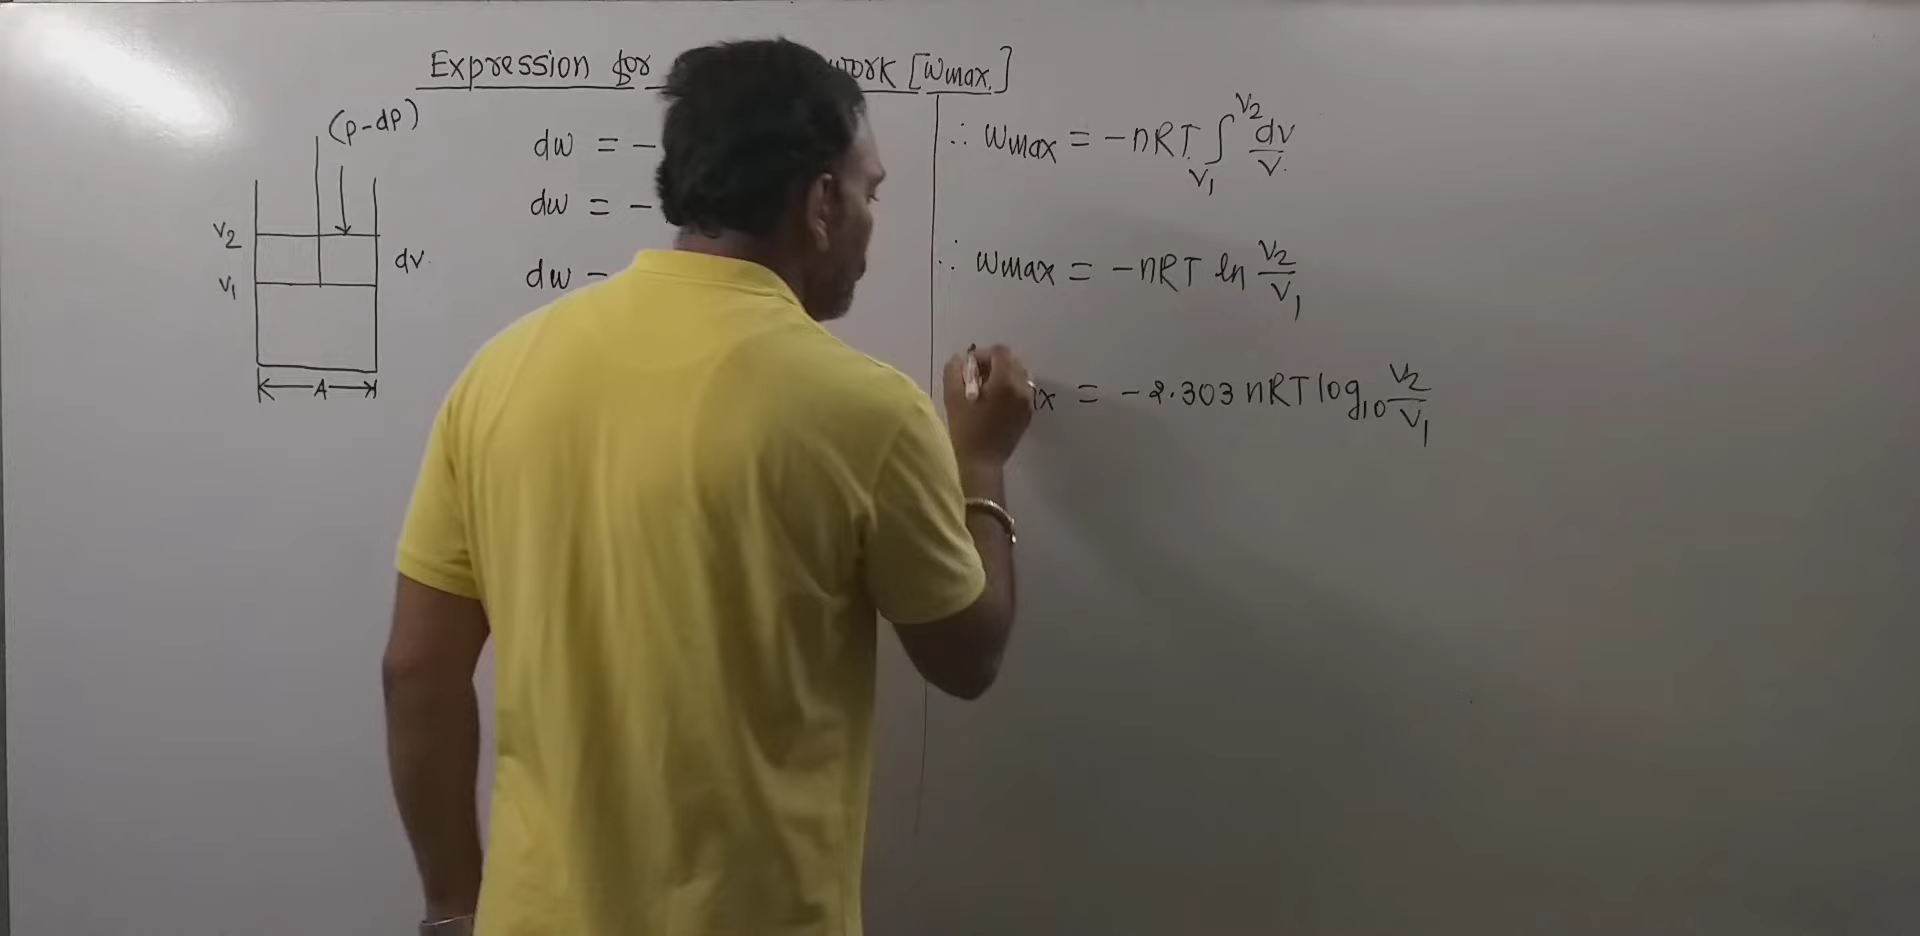 Expression for work [Wmax.]
(P-dP)
V2
V1
dv.
A
dw = -
dw = -
dw -
∴ Wmax = -nRT ∫ V1 V2 dv/v.
∴ Wmax = -nRT ln V2/V1
x = -2.303 nRT log10 V2/V1